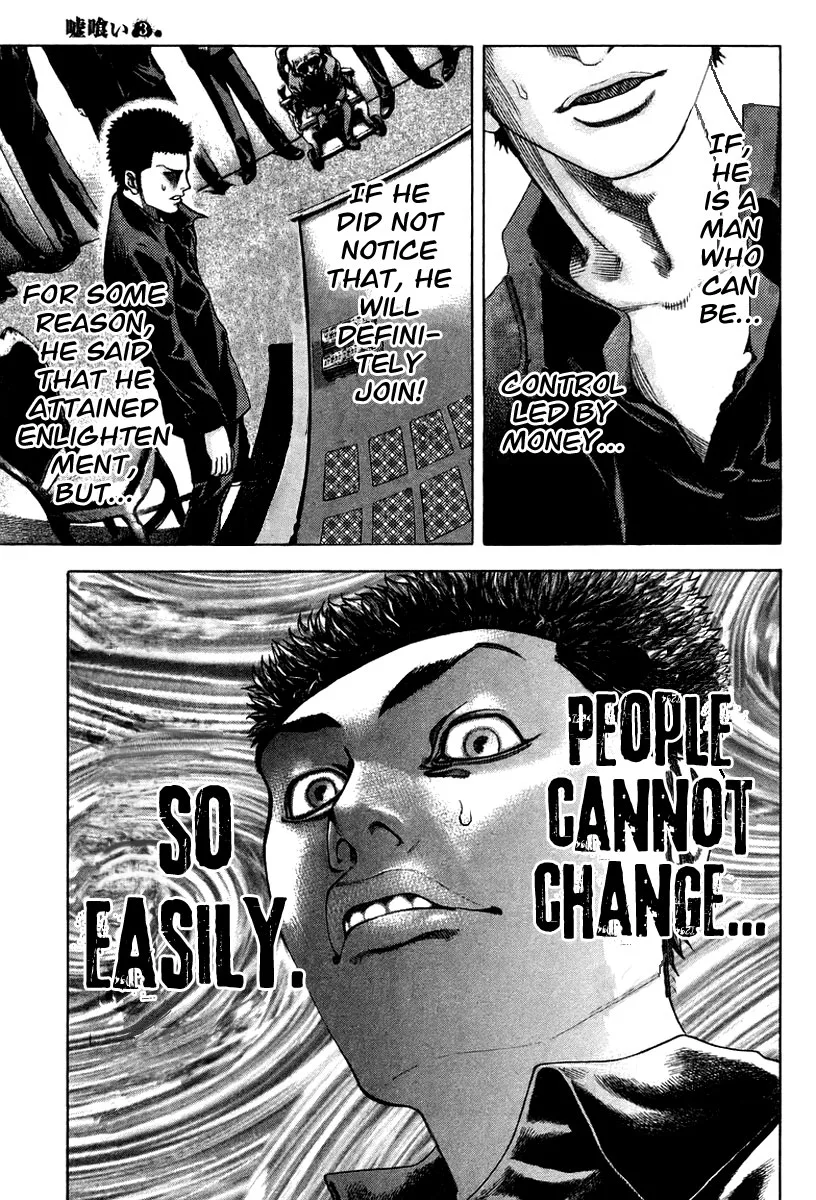 嘘喰い③.
IF,
HE
IS A
MAN
WHO
CAN
BE...
CONTROL
LED BY
MONEY...
IF HE
DID NOT
NOTICE
THAT, HE
WILL
DEFINI-
TELY
JOIN!
FOR SOME
REASON,
HE SAID
THAT HE
ATTAINED
ENLIGHTEN
MENT,
BUT...
PEOPLE
CANNOT
CHANGE...
SO
EASILY.